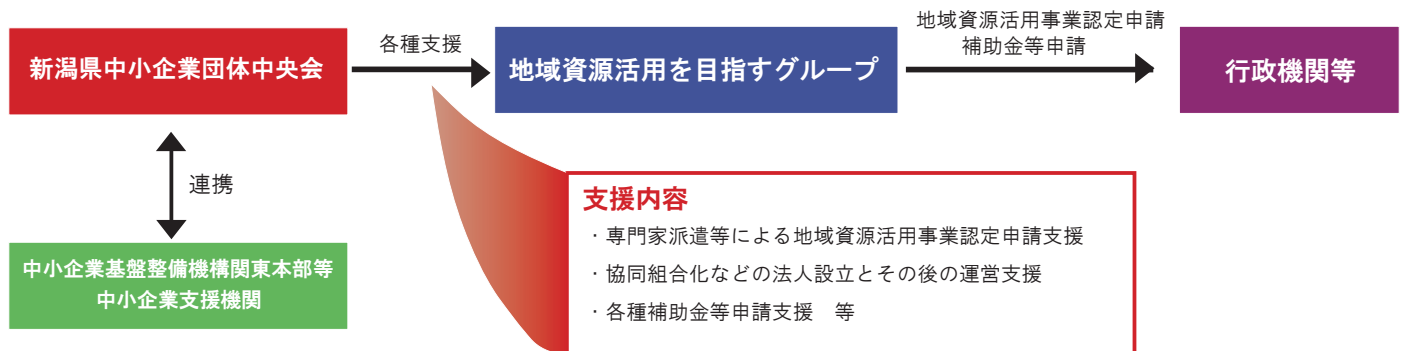 新潟県中小企業団体中央会
各種支援
地域資源活用を目指すグループ
地域資源活用事業認定申請
補助金等申請
行政機関等
連携
中小企業基盤整備機構関東本部等
中小企業支援機関
支援内容
・専門家派遣等による地域資源活用事業認定申請支援
・協同組合化などの法人設立とその後の運営支援
・各種補助金等申請支援　等